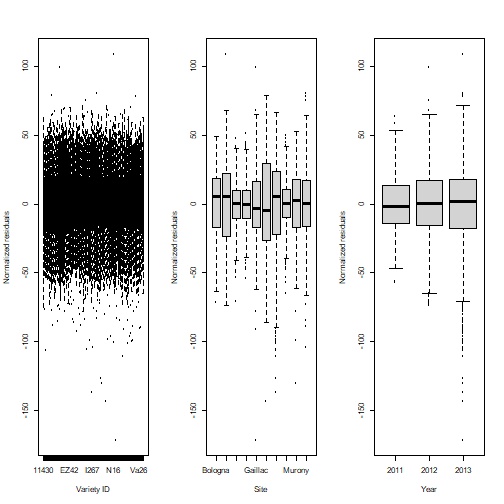 Normalized residuals
100
50
0
-50
-100
-150
11430 EZ42 I267 N16 Va26
Variety ID
Normalized residuals
100
50
0
-50
-100
-150
Bologna Gaillac Murony
Site
Normalized residuals
100
50
0
-50
-100
-150
2011 2012 2013
Year